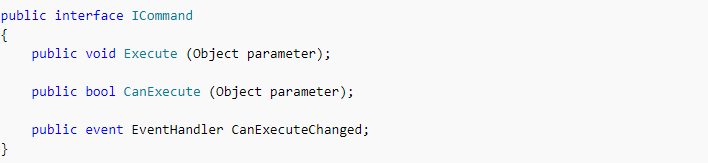 public interface ICommand
{
    public void Execute (Object parameter);
    public bool CanExecute (Object parameter);
    public event EventHandler CanExecuteChanged;
}